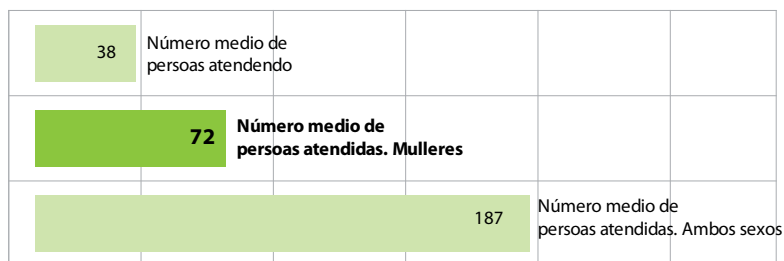 38
Número medio de
persoas atendendo
72
Número medio de
persoas atendidas. Mulleres
187
Número medio de
persoas atendidas. Ambos sexos